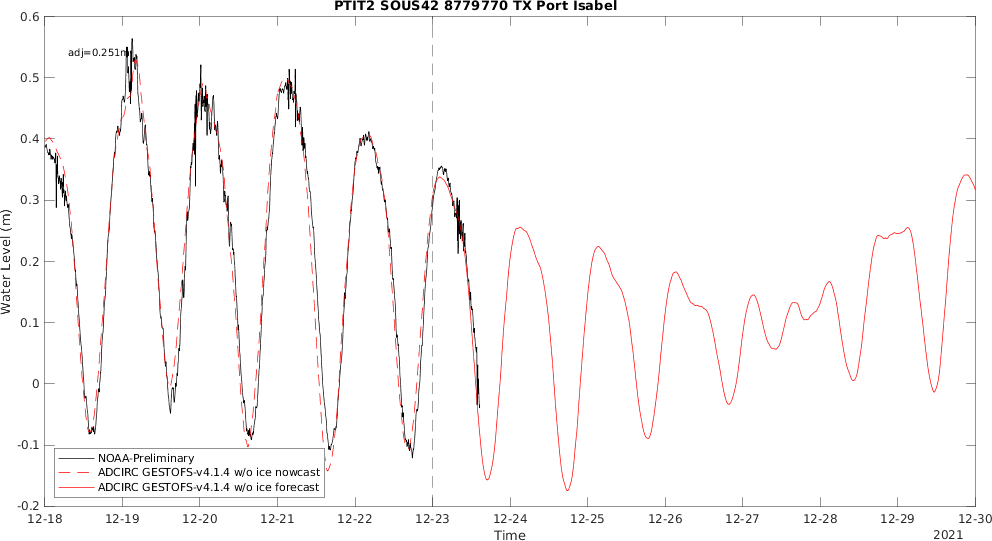 PTIT2 SOUS42 8779770 TX Port Isabel
0.6
adj=0.251m
0.5
0.4
0.3
0.2
0.1
0
-0.1
-0.2
Water Level (m)
NOAA-Preliminary
ADCIRC GESTOFS-v4.1.4 w/o ice nowcast
ADCIRC GESTOFS-v4.1.4 w/o ice forecast
12-18 12-19 12-20 12-21 12-22 12-23 12-24 12-25 12-26 12-27 12-28 12-29 12-30
Time
2021